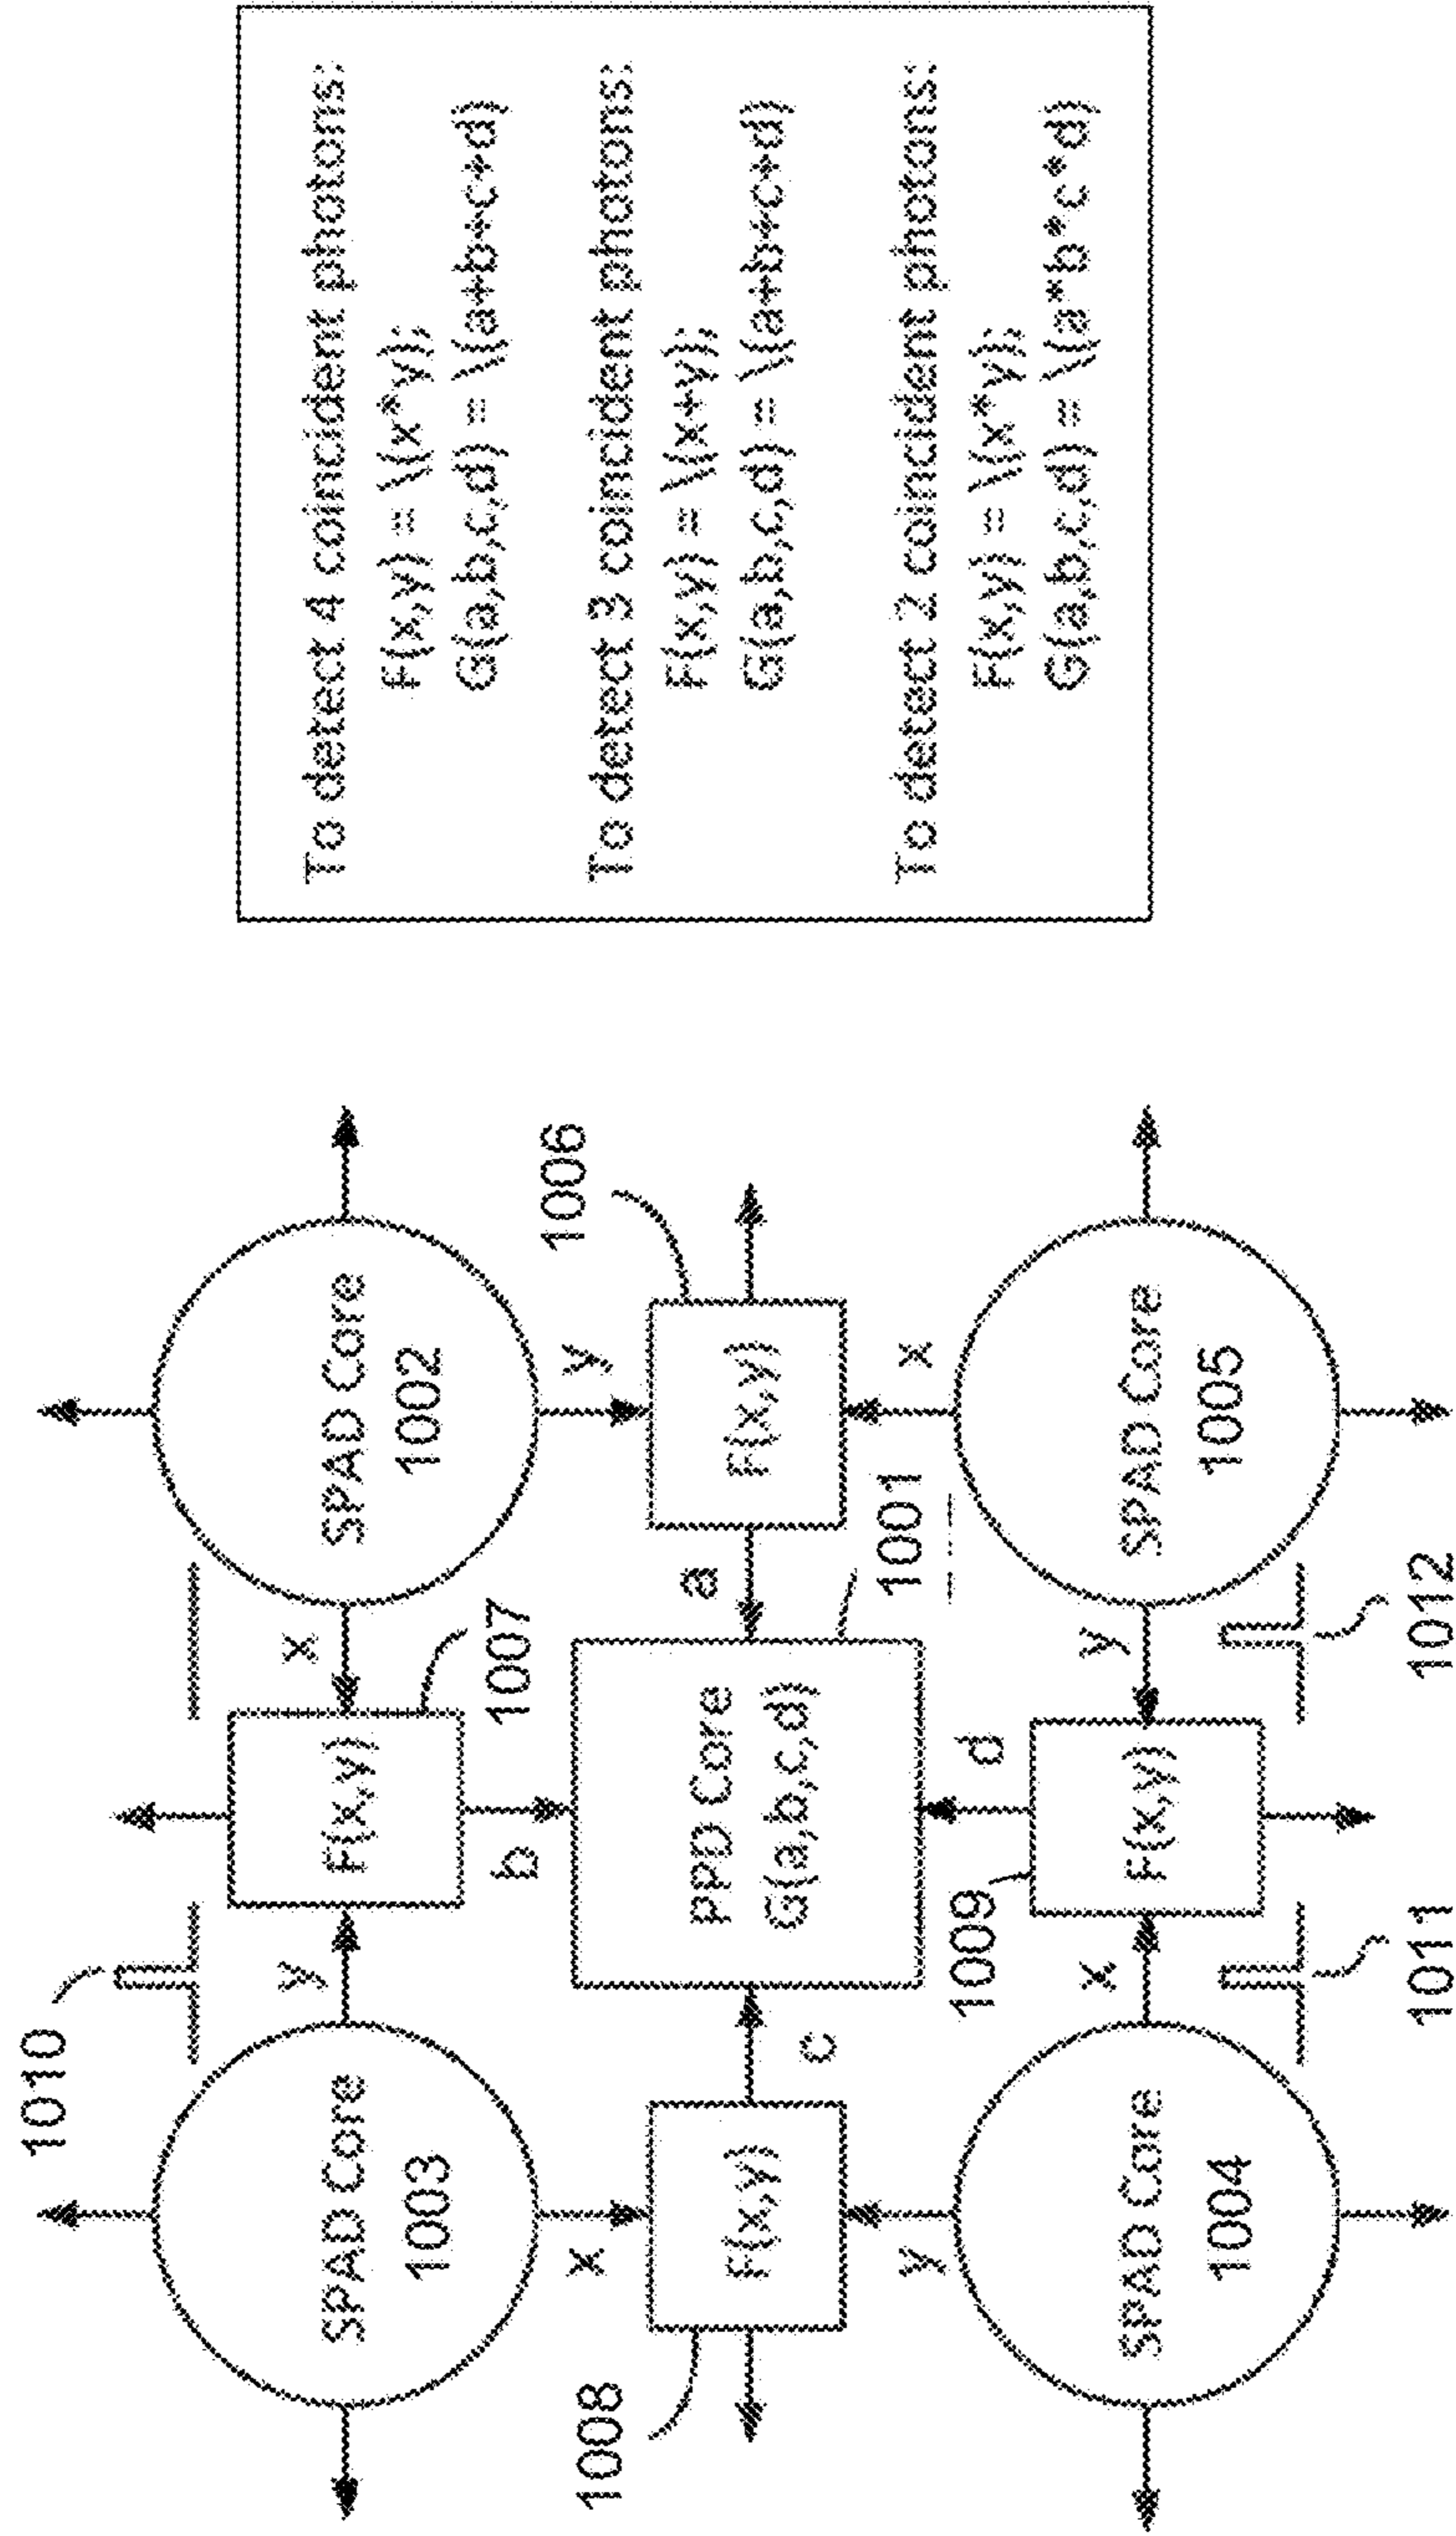 1010
SPAD Core
1003
y
F(x,y)
x
SPAD Core
1002
1007
x
b
y
1006
1008
F(x,y)
c
PPD Core
G(a,b,c,d)
a
F(x,y)
1001
y
1009
d
x
SPAD Core
1004
x
F(x,y)
y
SPAD Core
1005
1011
1012
To detect 4 coincident photons:
F(x,y) = \(x*y);
G(a,b,c,d) = \(a+b+c+d)
To detect 3 coincident photons:
F(x,y) = \(x+y);
G(a,b,c,d) = \(a+b+c+d)
To detect 2 coincident photons:
F(x,y) = \(x*y);
G(a,b,c,d) = \(a*b*c*d)